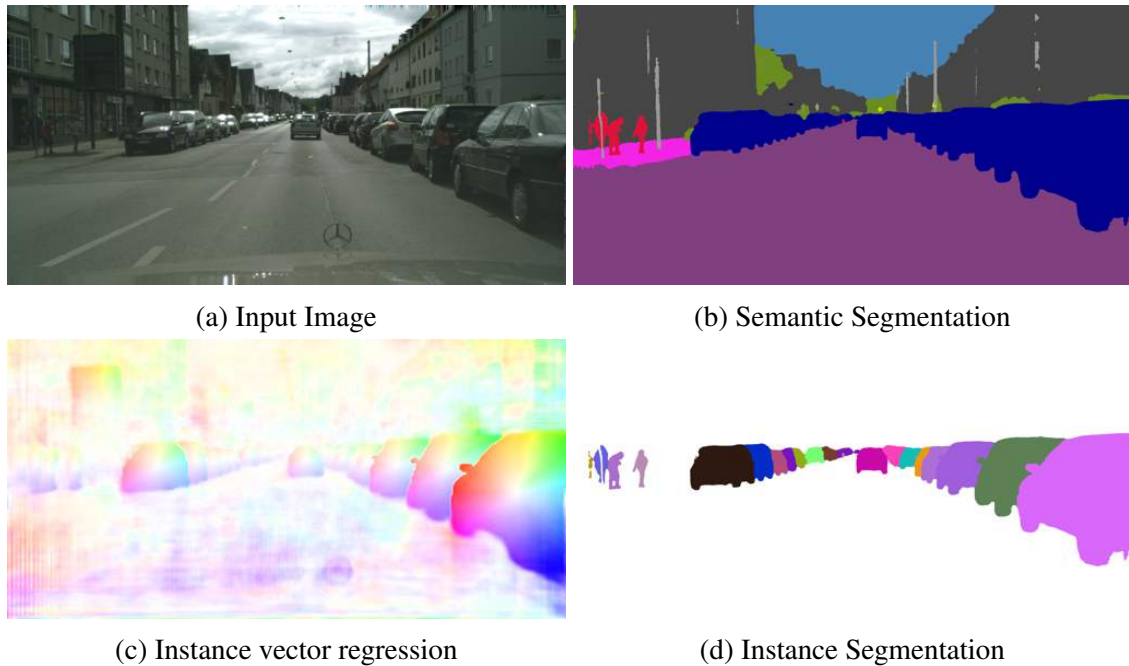 (a) Input Image
(b) Semantic Segmentation
(c) Instance vector regression
(d) Instance Segmentation